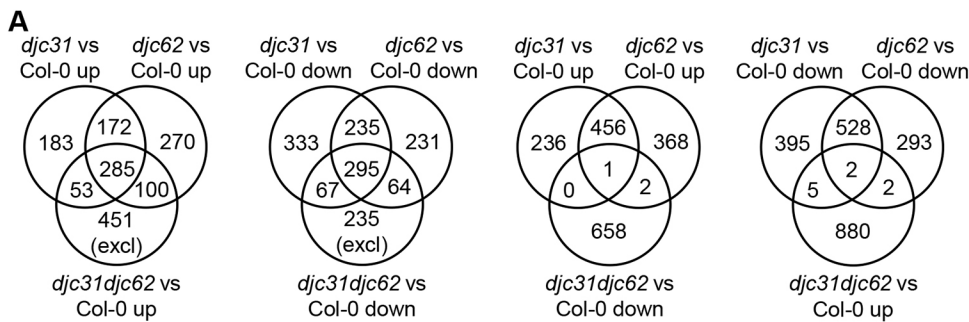 A
djc31 vs
Col-0 up
djc62 vs
Col-0 up
183
172
270
285
53
100
451
(excl)
djc31djc62 vs
Col-0 up
djc31 vs
Col-0 down
djc62 vs
Col-0 down
333
235
231
295
67
64
235
(excl)
djc31djc62 vs
Col-0 down
djc31 vs
Col-0 up
djc62 vs
Col-0 up
236
456
368
1
0
2
658
djc31djc62 vs
Col-0 down
djc31 vs
Col-0 down
djc62 vs
Col-0 down
395
528
293
2
5
2
880
djc31djc62 vs
Col-0 up